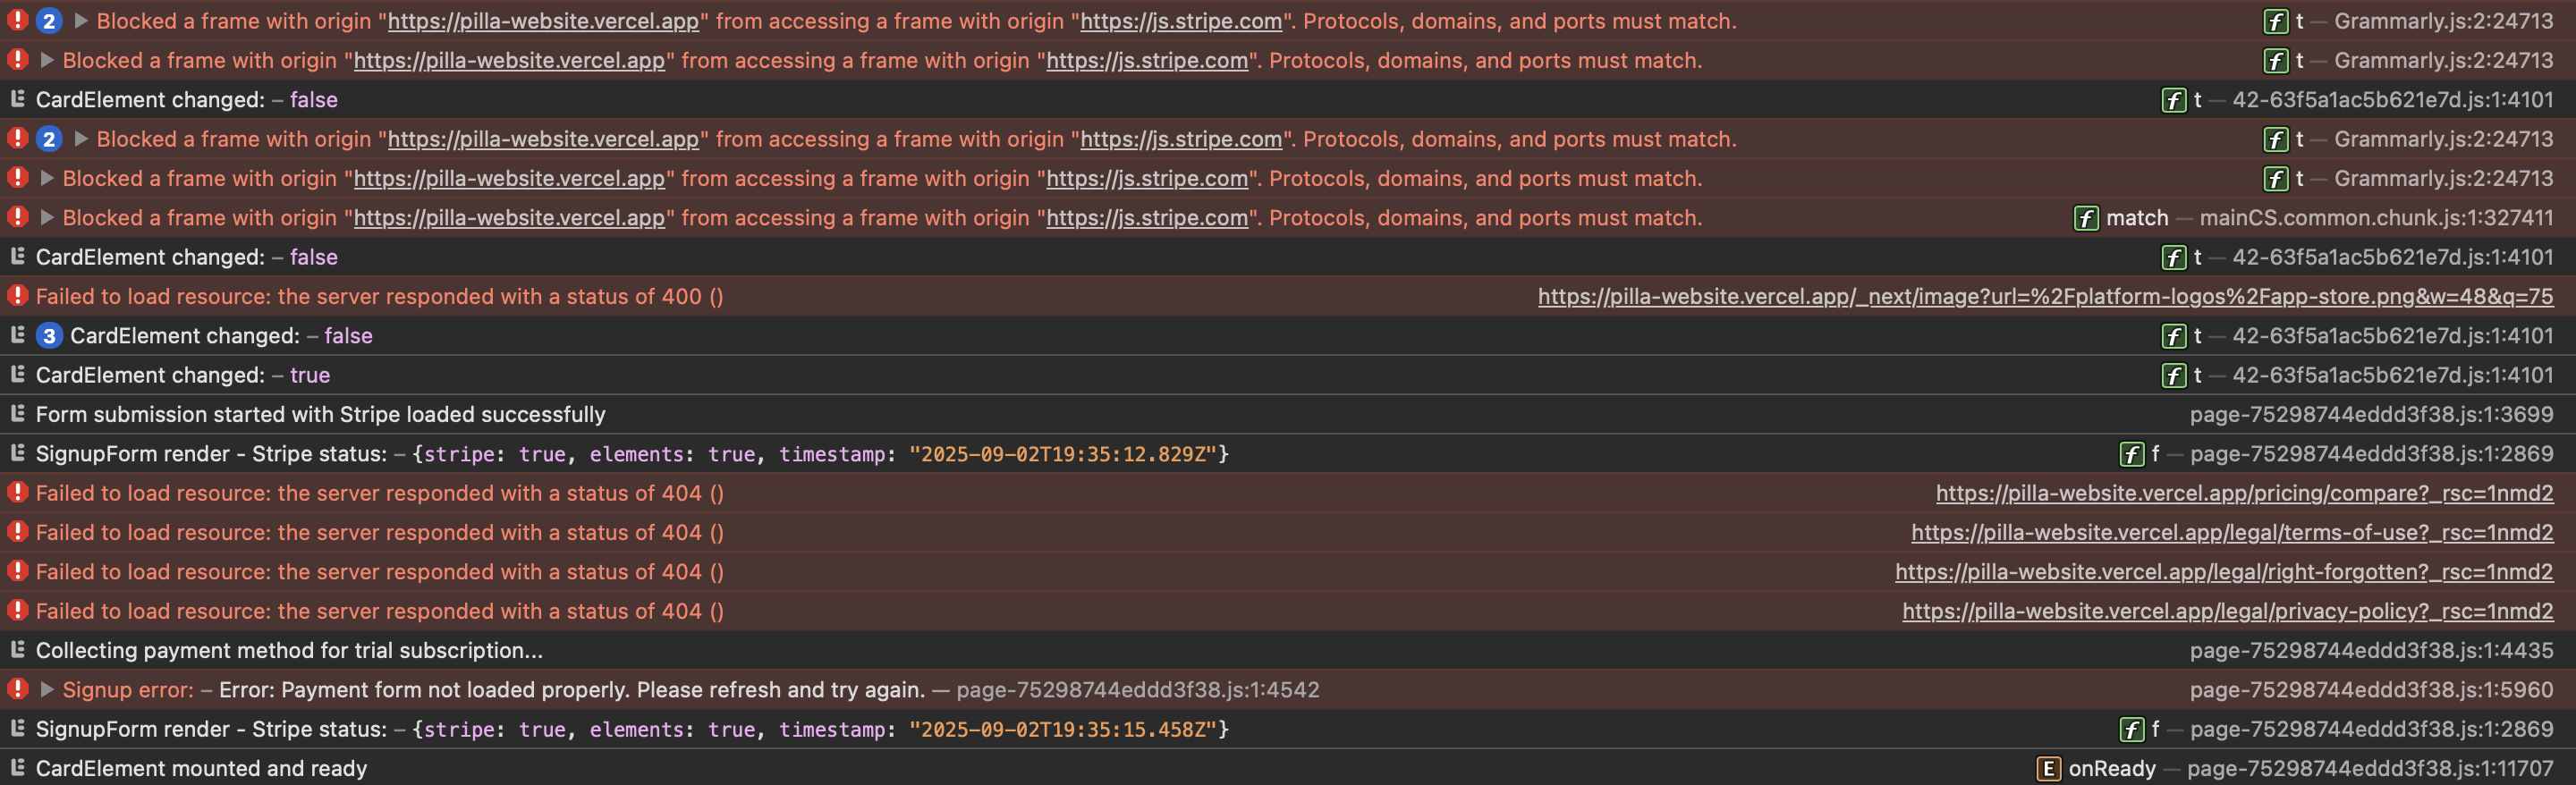 2 Blocked a frame with origin "https://pilla-website.vercel.app" from accessing a frame with origin "https://js.stripe.com". Protocols, domains, and ports must match. f t — Grammarly.js:2:24713
Blocked a frame with origin "https://pilla-website.vercel.app" from accessing a frame with origin "https://js.stripe.com". Protocols, domains, and ports must match. f t — Grammarly.js:2:24713
CardElement changed: – false f t — 42-63f5a1ac5b621e7d.js:1:4101
2 Blocked a frame with origin "https://pilla-website.vercel.app" from accessing a frame with origin "https://js.stripe.com". Protocols, domains, and ports must match. f t — Grammarly.js:2:24713
Blocked a frame with origin "https://pilla-website.vercel.app" from accessing a frame with origin "https://js.stripe.com". Protocols, domains, and ports must match. f t — Grammarly.js:2:24713
Blocked a frame with origin "https://pilla-website.vercel.app" from accessing a frame with origin "https://js.stripe.com". Protocols, domains, and ports must match. f match — mainCS.common.chunk.js:1:327411
CardElement changed: – false f t — 42-63f5a1ac5b621e7d.js:1:4101
Failed to load resource: the server responded with a status of 400 () https://pilla-website.vercel.app/_next/image?url=%2Fplatform-logos%2Fapp-store.png&w=48&q=75
3 CardElement changed: – false f t — 42-63f5a1ac5b621e7d.js:1:4101
CardElement changed: – true f t — 42-63f5a1ac5b621e7d.js:1:4101
Form submission started with Stripe loaded successfully page-75298744eddd3f38.js:1:3699
SignupForm render - Stripe status: – {stripe: true, elements: true, timestamp: "2025-09-02T19:35:12.829Z"} f f — page-75298744eddd3f38.js:1:2869
Failed to load resource: the server responded with a status of 404 () https://pilla-website.vercel.app/pricing/compare?_rsc=1nmd2
Failed to load resource: the server responded with a status of 404 () https://pilla-website.vercel.app/legal/terms-of-use?_rsc=1nmd2
Failed to load resource: the server responded with a status of 404 () https://pilla-website.vercel.app/legal/right-forgotten?_rsc=1nmd2
Failed to load resource: the server responded with a status of 404 () https://pilla-website.vercel.app/legal/privacy-policy?_rsc=1nmd2
Collecting payment method for trial subscription... page-75298744eddd3f38.js:1:4435
Signup error: – Error: Payment form not loaded properly. Please refresh and try again. — page-75298744eddd3f38.js:1:4542 page-75298744eddd3f38.js:1:5960
SignupForm render - Stripe status: – {stripe: true, elements: true, timestamp: "2025-09-02T19:35:15.458Z"} f f — page-75298744eddd3f38.js:1:2869
CardElement mounted and ready E onReady — page-75298744eddd3f38.js:1:11707